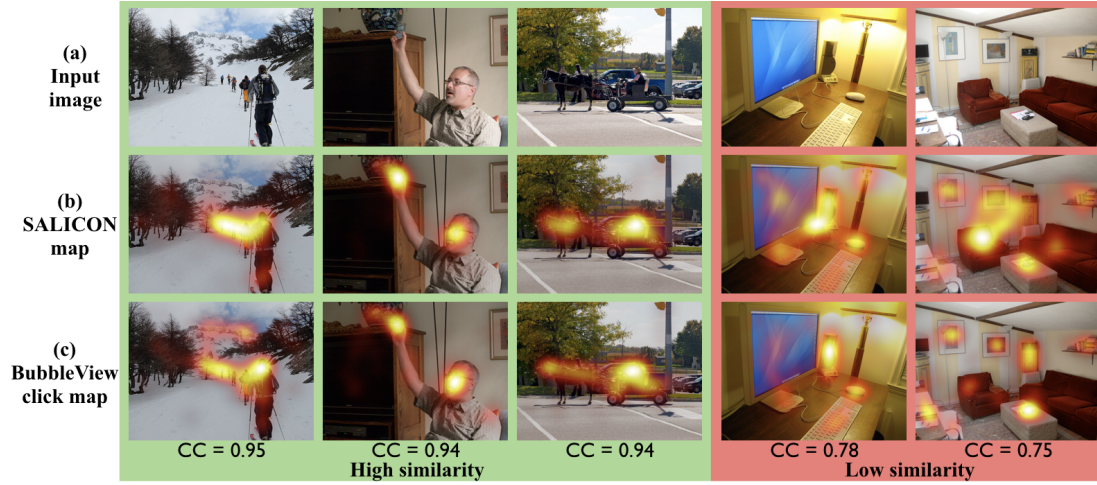 (a)
Input
image
(b)
SALICON
map
(c)
BubbleView
click map
CC = 0.95
CC = 0.94
CC = 0.94
CC = 0.78
CC = 0.75
High similarity
Low similarity